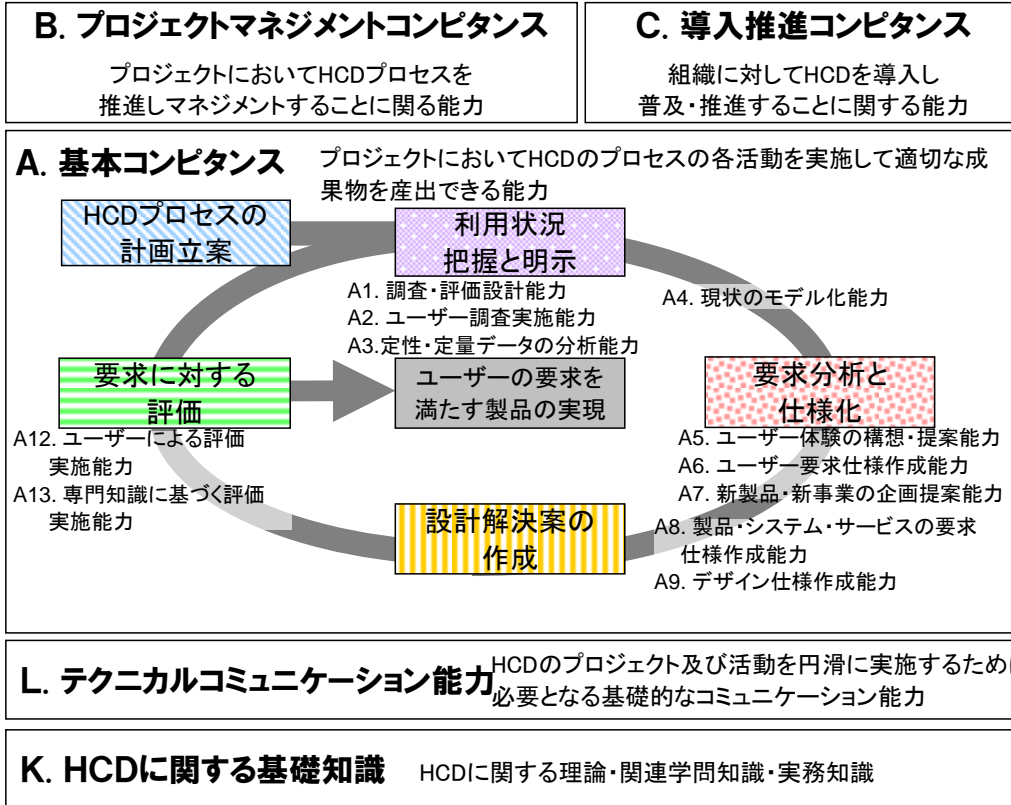 B. プロジェクトマネジメントコンピタンス
プロジェクトにおいてHCDプロセスを
推進しマネジメントすることに関る能力
C. 導入推進コンピタンス
組織に対してHCDを導入し
普及・推進することに関する能力
A. 基本コンピタンス
プロジェクトにおいてHCDのプロセスの各活動を実施して適切な成
果物を産出できる能力
HCDプロセスの
計画立案
利用状況
把握と明示
A1. 調査・評価設計能力
A2. ユーザー調査実施能力
A3.定性・定量データの分析能力
A4. 現状のモデル化能力
要求に対する
評価
ユーザーの要求を
満たす製品の実現
要求分析と
仕様化
A12. ユーザーによる評価
実施能力
A13. 専門知識に基づく評価
実施能力
A5. ユーザー体験の構想・提案能力
A6. ユーザー要求仕様作成能力
A7. 新製品・新事業の企画提案能力
A8. 製品・システム・サービスの要求
仕様作成能力
A9. デザイン仕様作成能力
設計解決案の
作成
L. テクニカルコミュニケーション能力
HCDのプロジェクト及び活動を円滑に実施するため
必要となる基礎的なコミュニケーション能力
K. HCDに関する基礎知識
HCDに関する理論・関連学問知識・実務知識